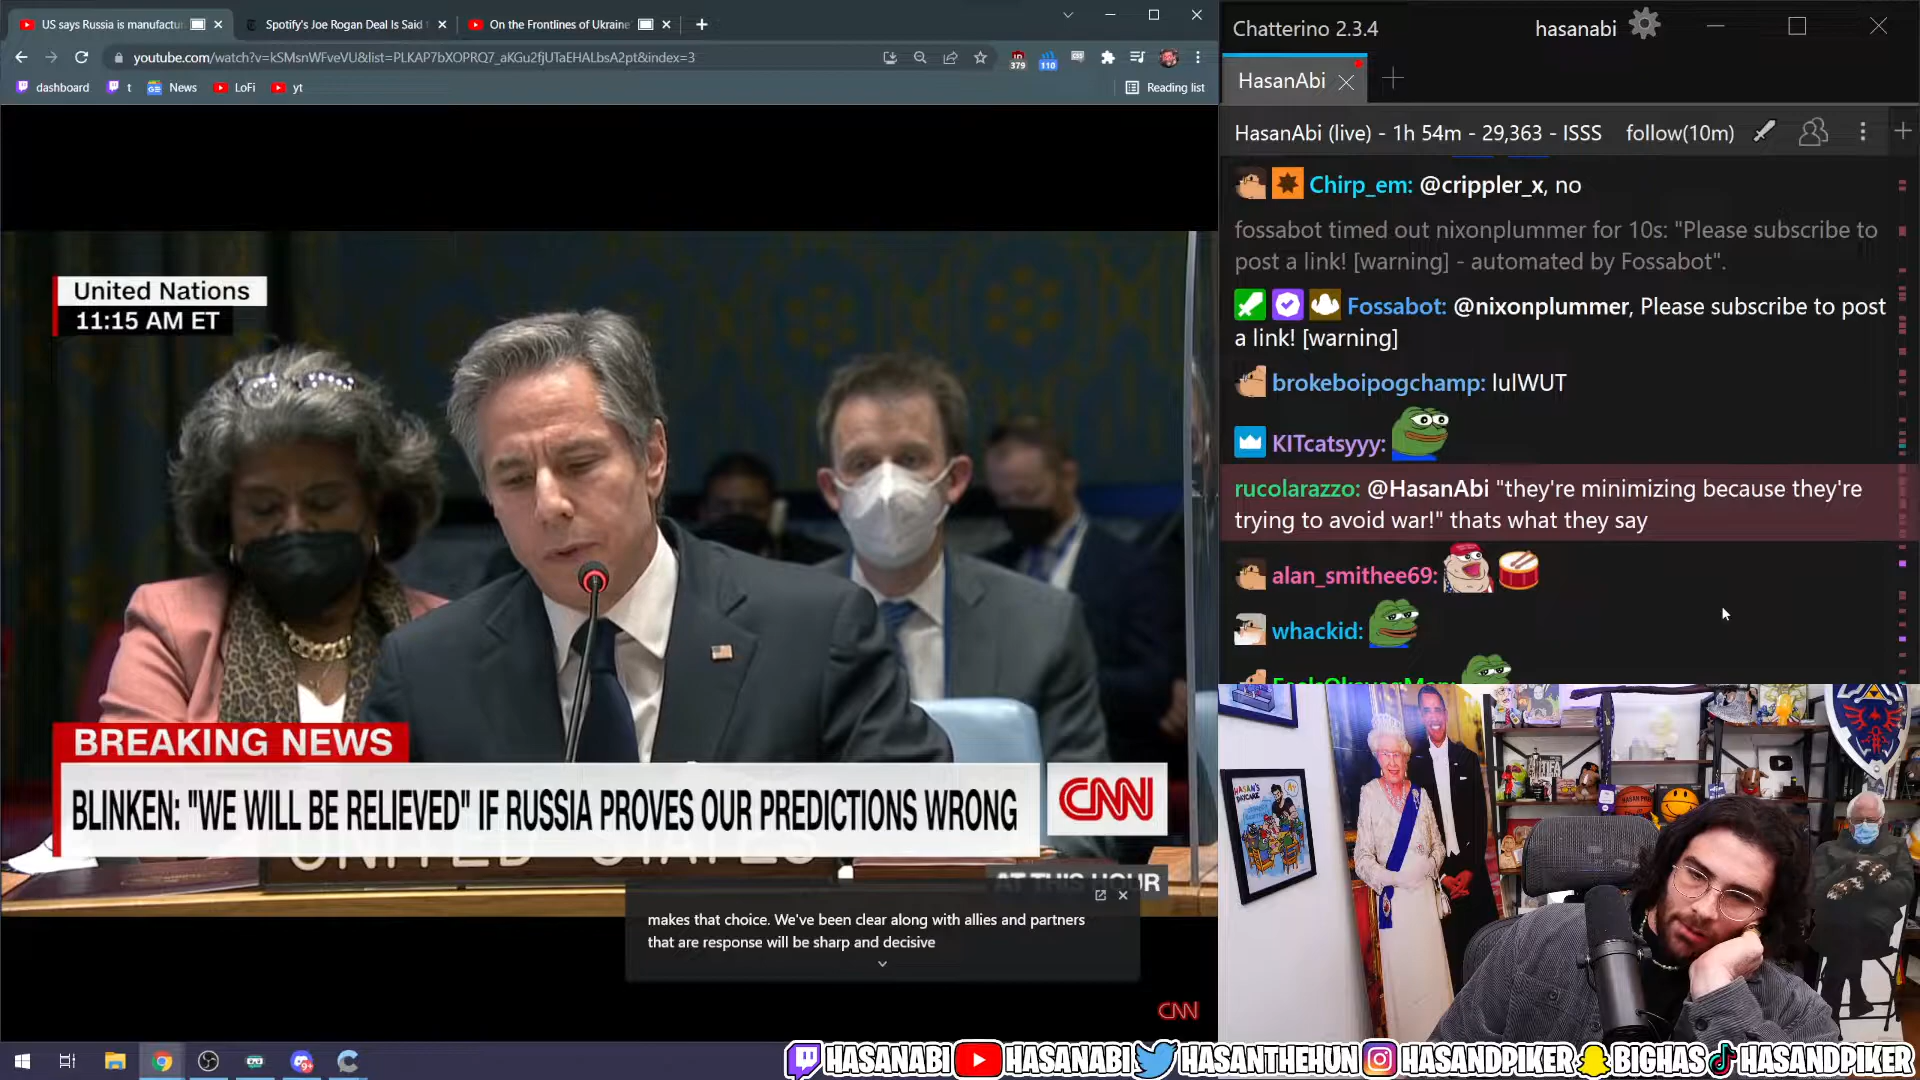 US says Russia is manufactu
Spotify's Joe Rogan Deal Is Said
On the Frontlines of Ukraine
youtube.com/watch?v=kSMsnWFveVU&list=PLKAP7bXOPRQ7_aKGu2fjUTaEHALbsA2pt&index=3
379
110
dashboard
t
News
LoFi
yt
Reading list
United Nations
11:15 AM ET
BREAKING NEWS
BLINKEN: "WE WILL BE RELIEVED" IF RUSSIA PROVES OUR PREDICTIONS WRONG
CNN
UNITED STATES
AT THIS HOUR
makes that choice. We've been clear along with allies and partners
that are response will be sharp and decisive
CNN
Chatterino 2.3.4
hasanabi
HasanAbi
HasanAbi (live) - 1h 54m - 29,363 - ISSS
follow(10m)
Chirp_em: @crippler_x, no
fossabot timed out nixonplummer for 10s: "Please subscribe to
post a link! [warning] - automated by Fossabot".
Fossabot: @nixonplummer, Please subscribe to post
a link! [warning]
brokeboipogchamp: lulWUT
KITcatsyyy:
rucolarazzo: @HasanAbi "they're minimizing because they're
trying to avoid war!" thats what they say
alan_smithee69:
whackid:
HASANABI
HASANABI
HASANTHEHUN
HASANDPIKER
BIGHAS
HASANDPIKER